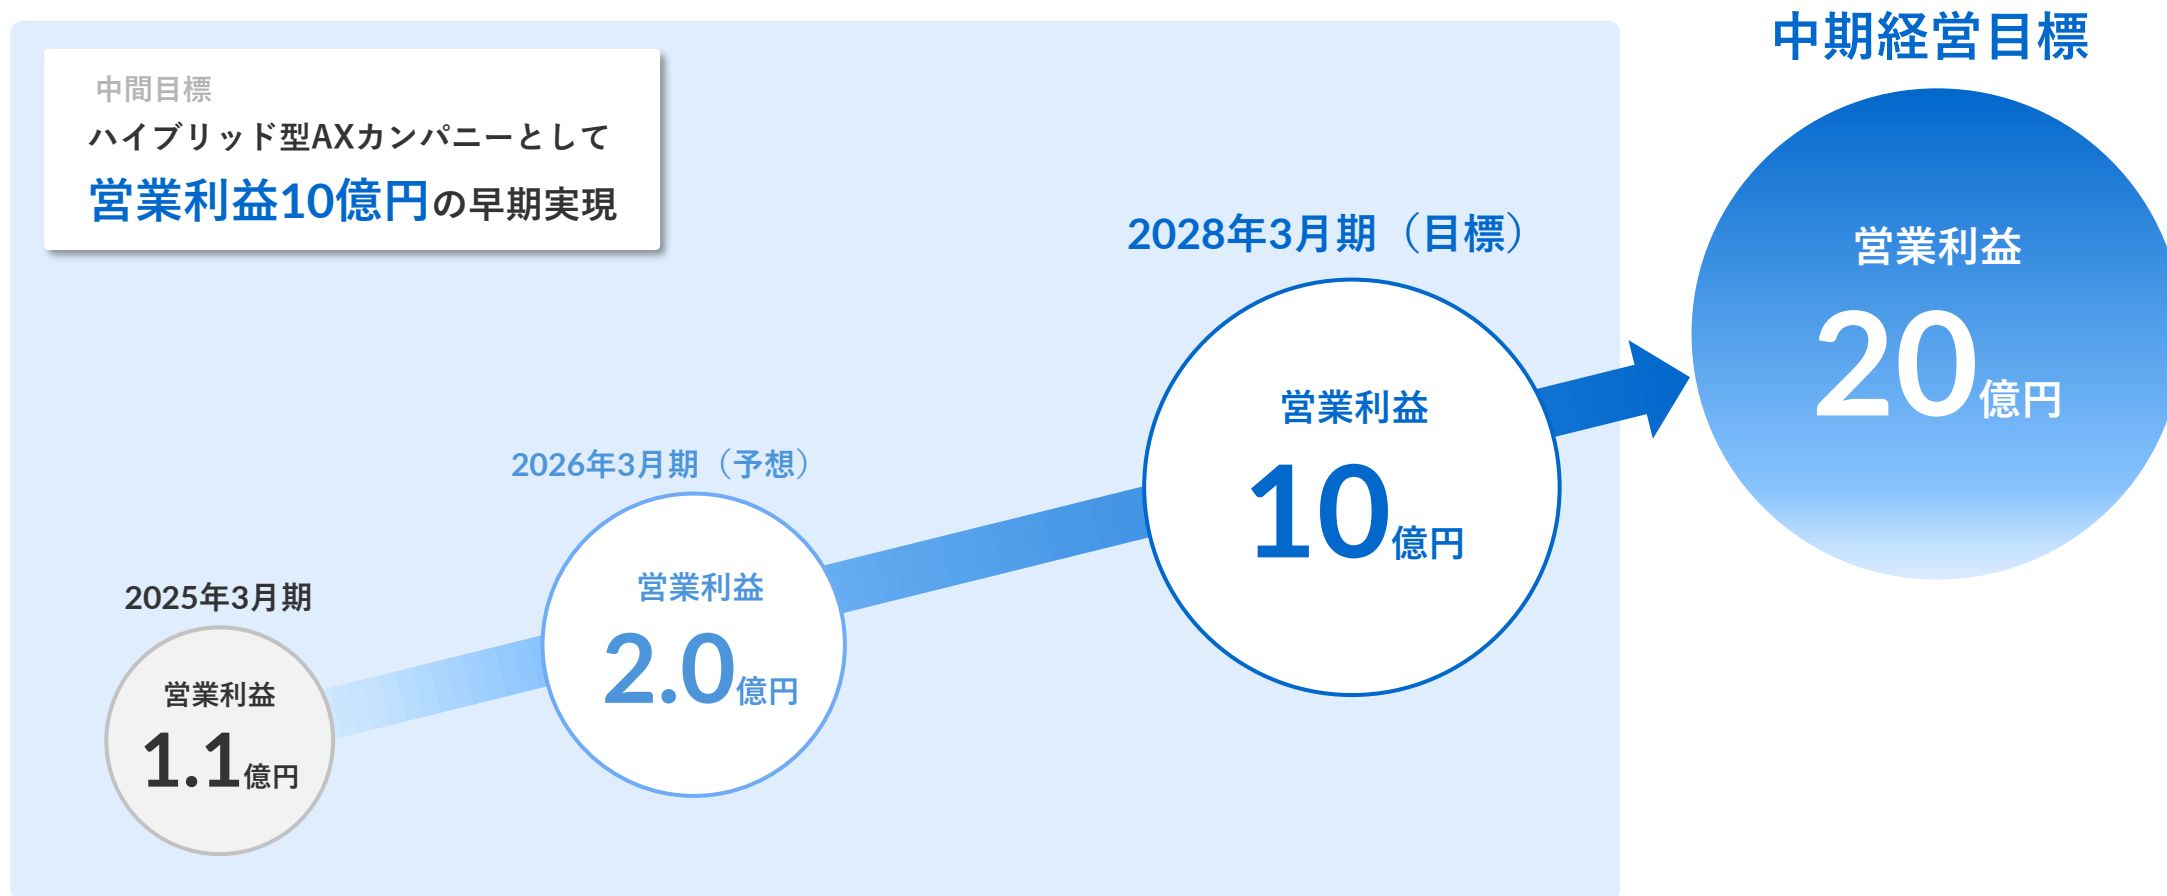 中間目標
ハイブリッド型AXカンパニーとして
営業利益10億円の早期実現
2025年3月期
営業利益
1.1億円
2026年3月期（予想）
営業利益
2.0億円
2028年3月期（目標）
営業利益
10億円
中期経営目標
営業利益
20億円